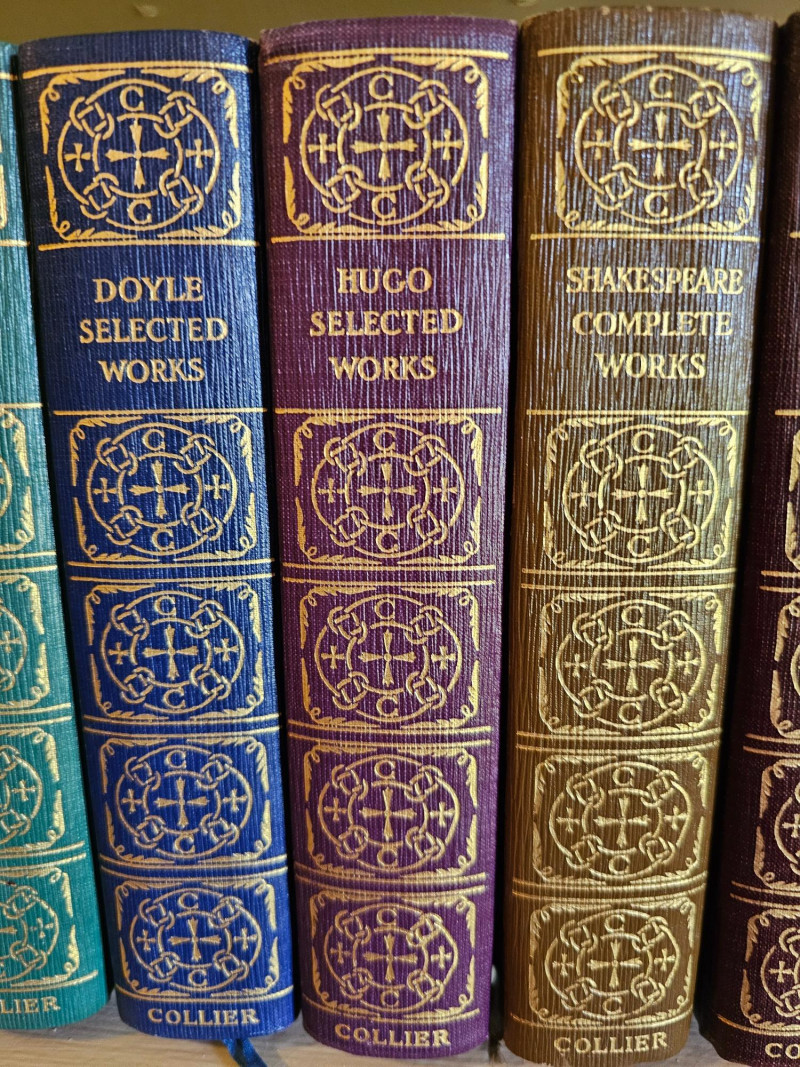 DOYLE
SELECTED
WORKS
COLLIER
HUGO
SELECTED
WORKS
COLLIER
SHAKESPEARE
COMPLETE
WORKS
COLLIER